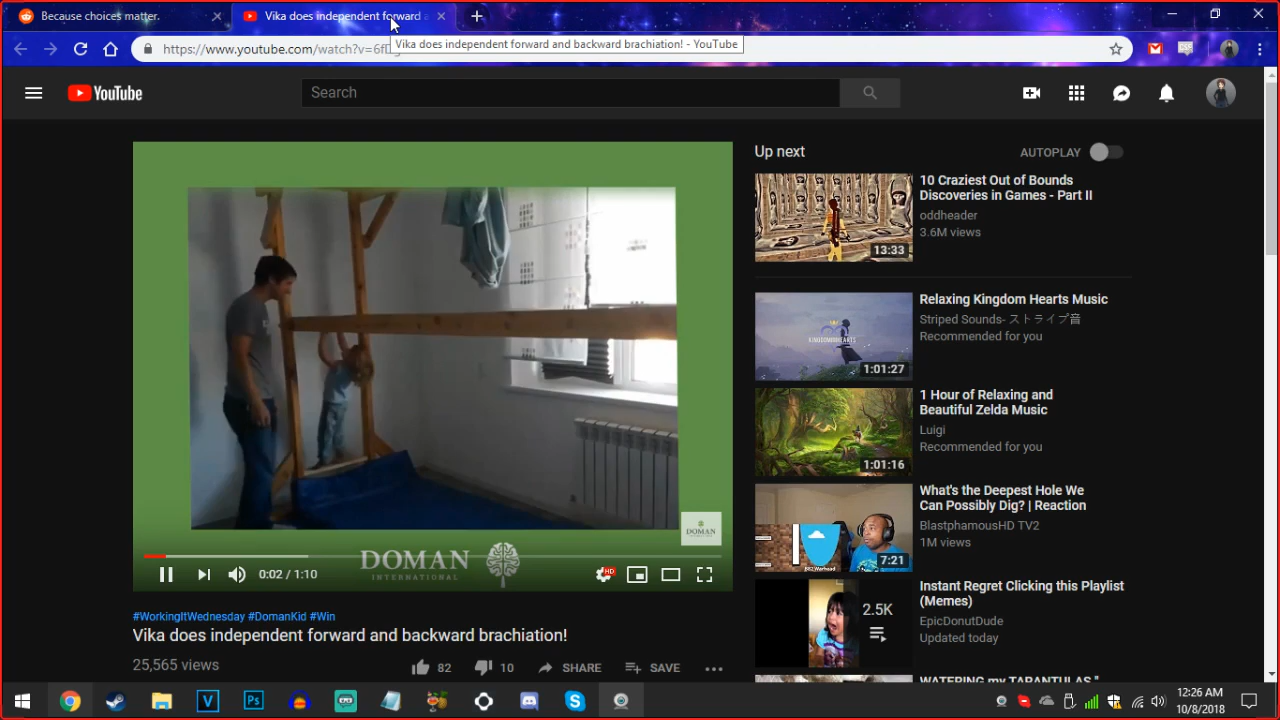 Because choices matter.
Vika does independent forward a
https://www.youtube.com/watch?v=6f
Vika does independent forward and backward brachiation! - YouTube
YouTube
Search
Up next
AUTOPLAY
10 Craziest Out of Bounds
Discoveries in Games - Part II
oddheader
3.6M views
13:33
Relaxing Kingdom Hearts Music
Striped Sounds- ストライプ音
Recommended for you
KINGDOM HEARTS
1:01:27
1 Hour of Relaxing and
Beautiful Zelda Music
Luigi
Recommended for you
1:01:16
What's the Deepest Hole We
Can Possibly Dig? | Reaction
BlastphamousHD TV2
1M views
7:21
Instant Regret Clicking this Playlist
(Memes)
EpicDonutDude
Updated today
2.5K
WATERING my TARANTULAS ~
DOMAN
DOMAN
INTERNATIONAL
0:02 / 1:10
HD
#WorkingItWednesday #DomanKid #Win
Vika does independent forward and backward brachiation!
25,565 views
82
10
SHARE
SAVE
12:26 AM
10/8/2018